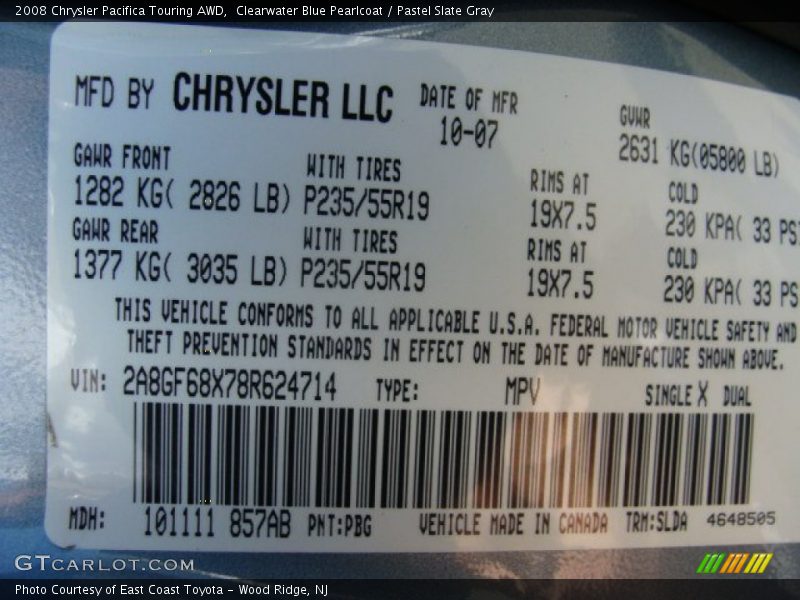 2008 Chrysler Pacifica Touring AWD,  Clearwater Blue Pearlcoat / Pastel Slate Gray
MFD BY CHRYSLER LLC DATE OF MFR GVWR
10-07 2631 KG(05800 LB)
GAWR FRONT WITH TIRES RIMS AT COLD
1282 KG( 2826 LB) P235/55R19 19X7.5 230 KPA( 33 PS
GAWR REAR WITH TIRES RIMS AT COLD
1377 KG( 3035 LB) P235/55R19 19X7.5 230 KPA( 33 PS
THIS VEHICLE CONFORMS TO ALL APPLICABLE U.S.A. FEDERAL MOTOR VEHICLE SAFETY AND
THEFT PREVENTION STANDARDS IN EFFECT ON THE DATE OF MANUFACTURE SHOWN ABOVE.
VIN: 2A8GF68X78R624714 TYPE: MPV SINGLE X DUAL
MDH: 101111 857AB PNT:PBG VEHICLE MADE IN CANADA TRM:SLDA 4648505
GTCARLOT.COM
Photo Courtesy of East Coast Toyota - Wood Ridge, NJ